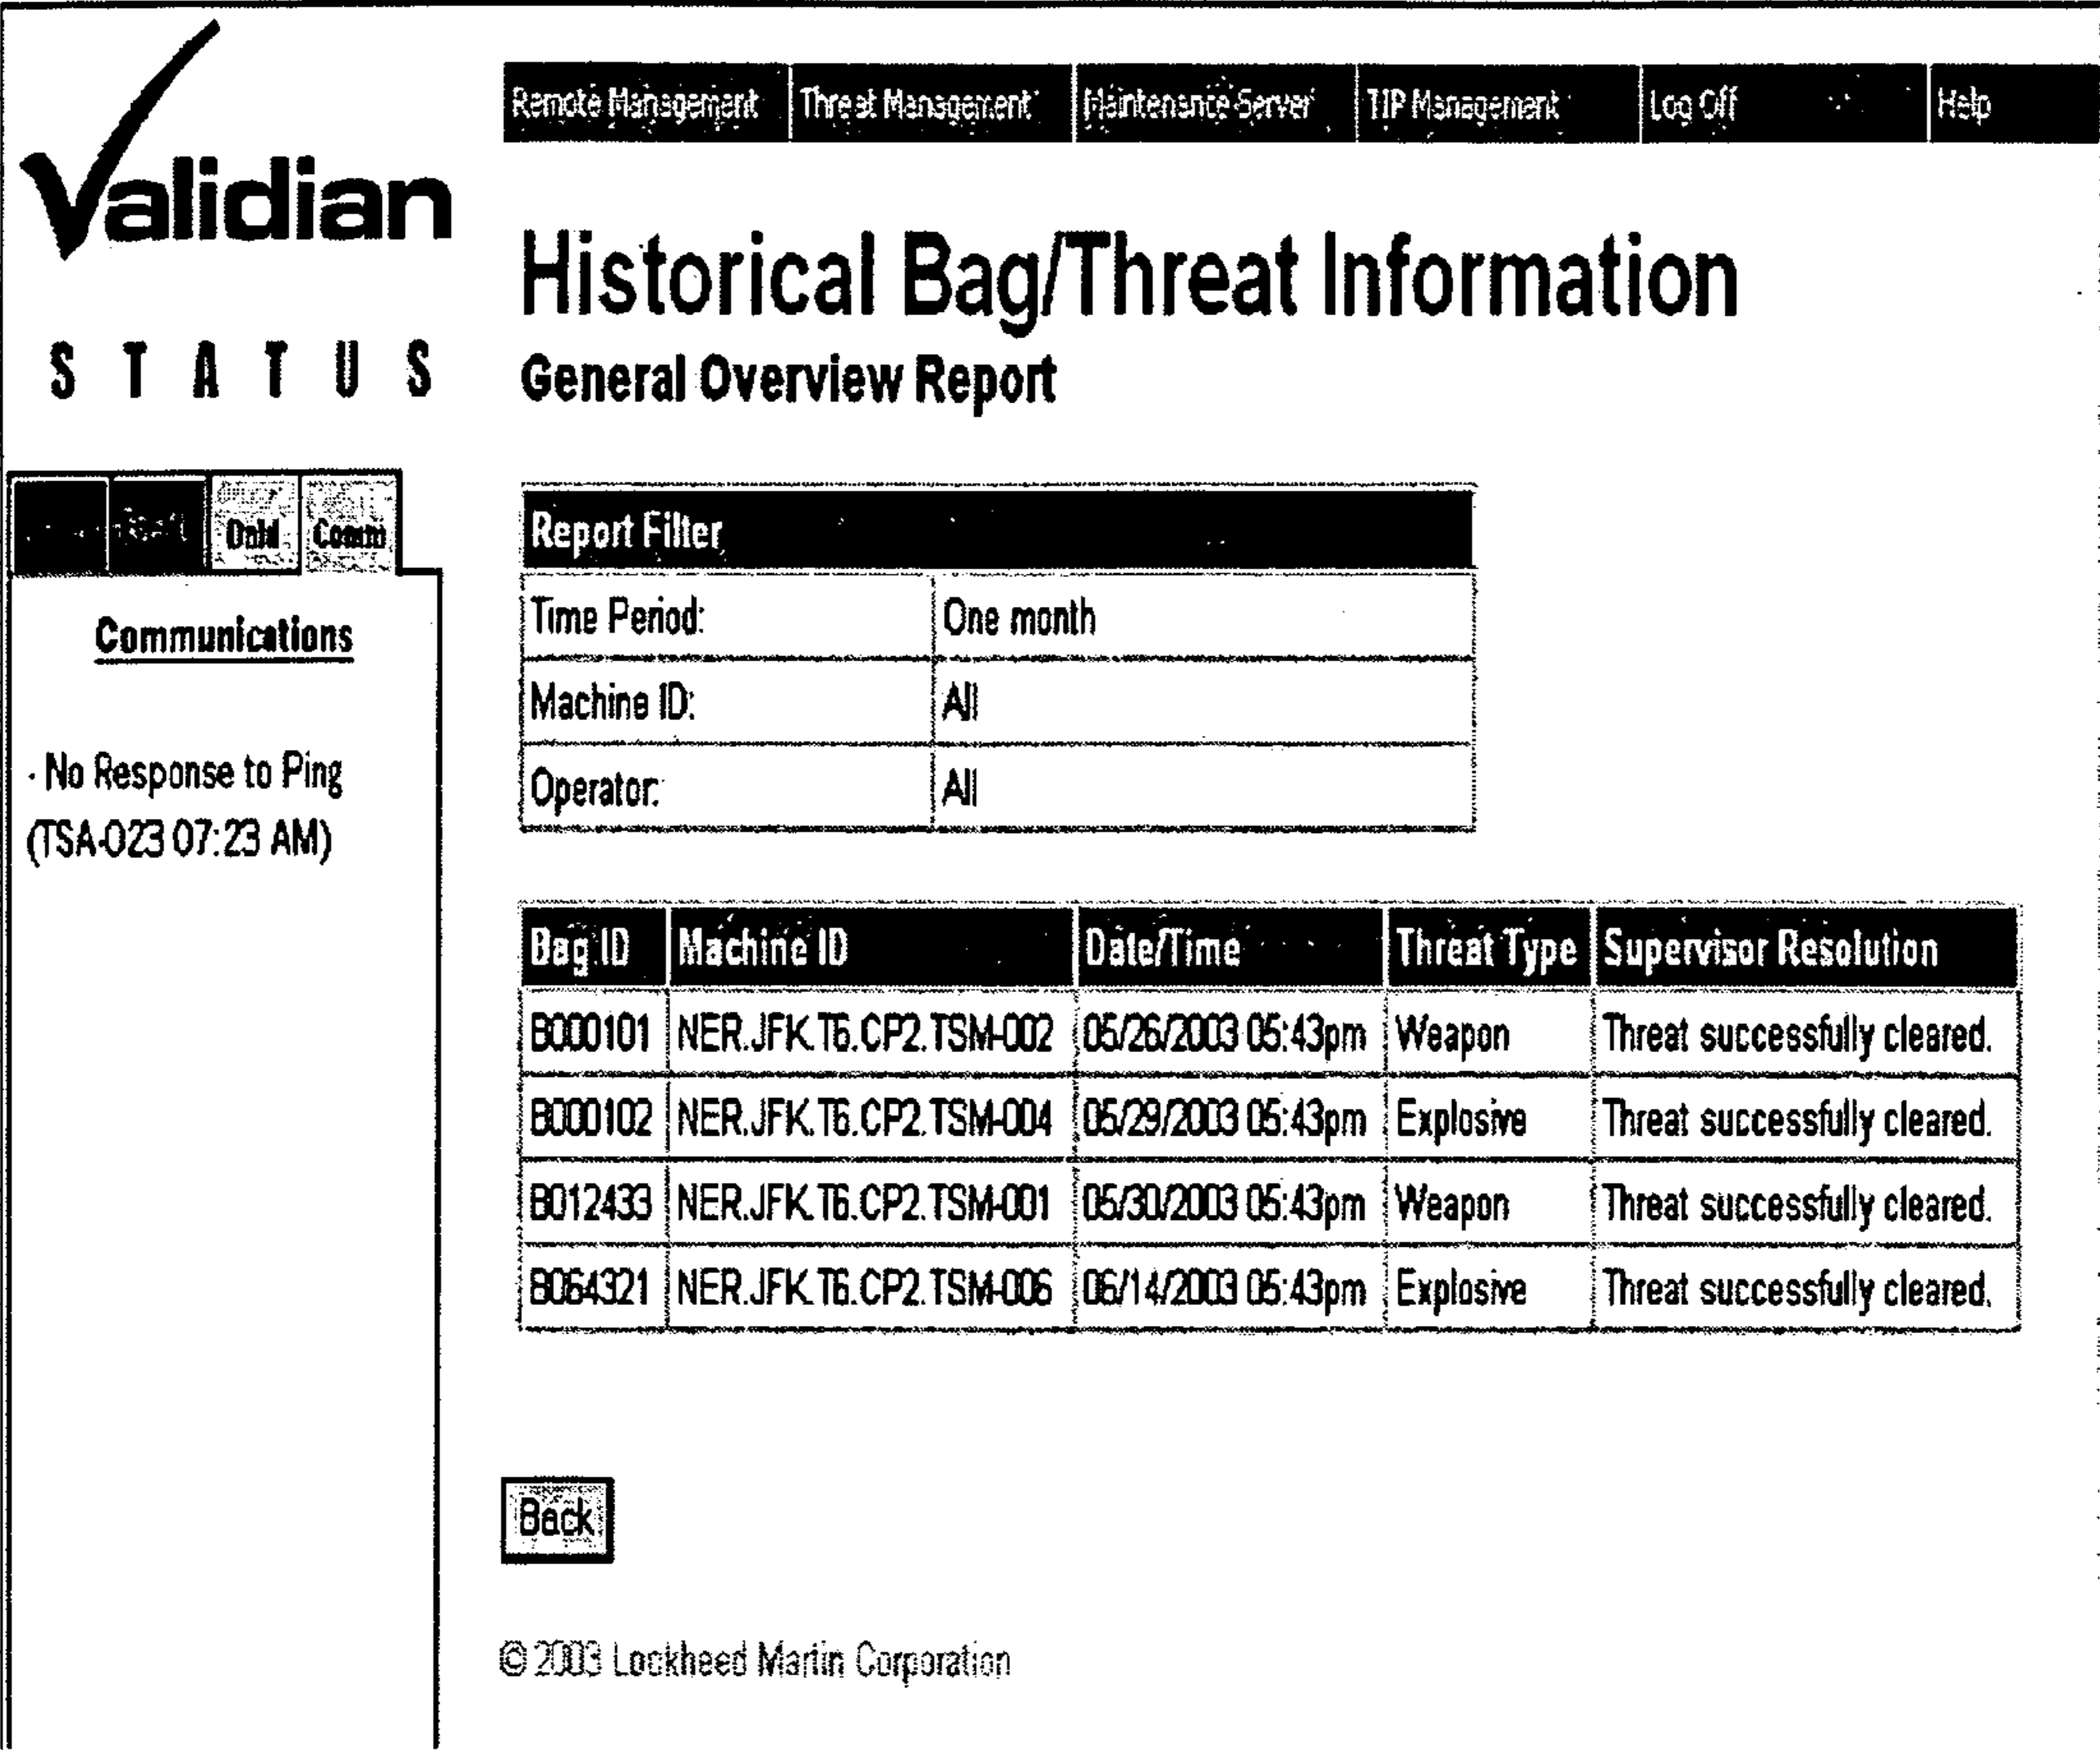 Validian
STATUS
Remote Management Threat Management Maintenance Server TIP Management Log Off Help
Historical Bag/Threat Information
General Overview Report
Comm
Communications
- No Response to Ping
(TSA-023 07:23 AM)
Report Filter
Time Period: One month
Machine ID: All
Operator: All
Bag ID Machine ID Date/Time Threat Type Supervisor Resolution
B000101 NER.JFK.T6.CP2.TSM-002 05/26/2003 05:43pm Weapon Threat successfully cleared.
B000102 NER.JFK.T6.CP2.TSM-004 05/29/2003 05:43pm Explosive Threat successfully cleared.
B012433 NER.JFK.T6.CP2.TSM-001 05/30/2003 05:43pm Weapon Threat successfully cleared.
B064321 NER.JFK.T6.CP2.TSM-006 06/14/2003 05:43pm Explosive Threat successfully cleared.
Back
© 2003 Lockheed Martin Corporation